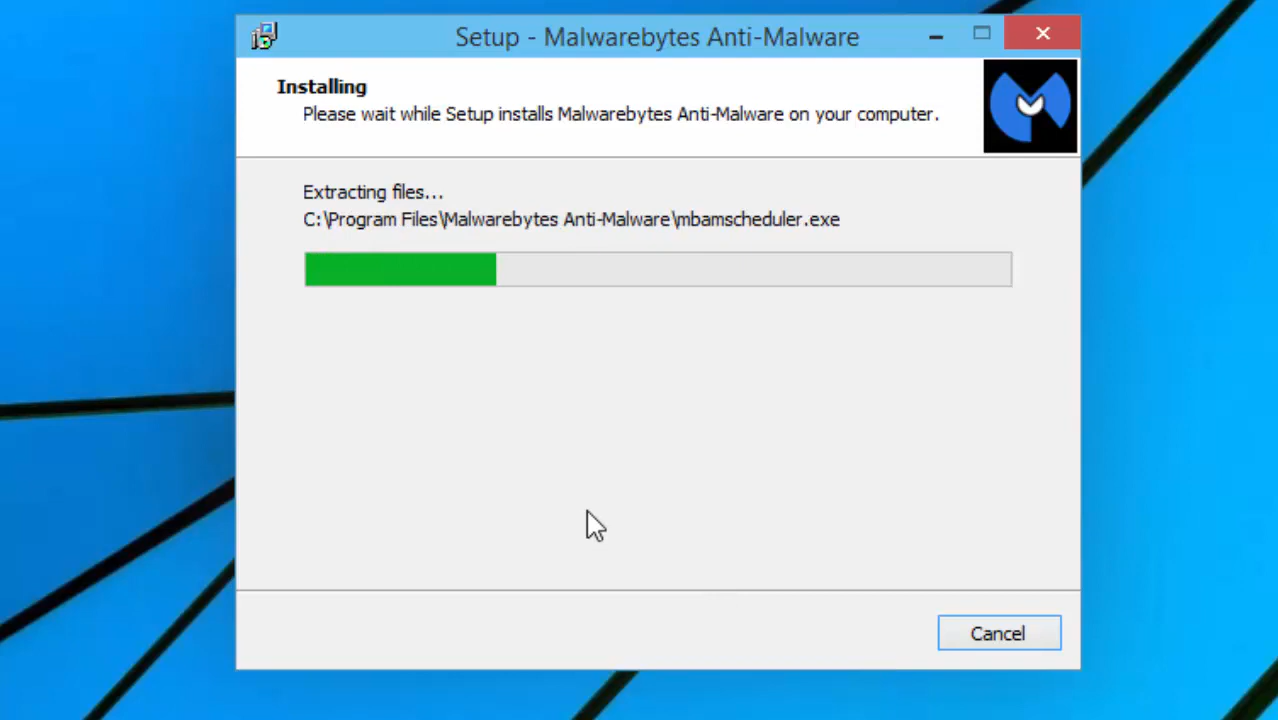 Setup - Malwarebytes Anti-Malware
Installing
Please wait while Setup installs Malwarebytes Anti-Malware on your computer.
Extracting files...
C:\Program Files\Malwarebytes Anti-Malware\mbamscheduler.exe
Cancel